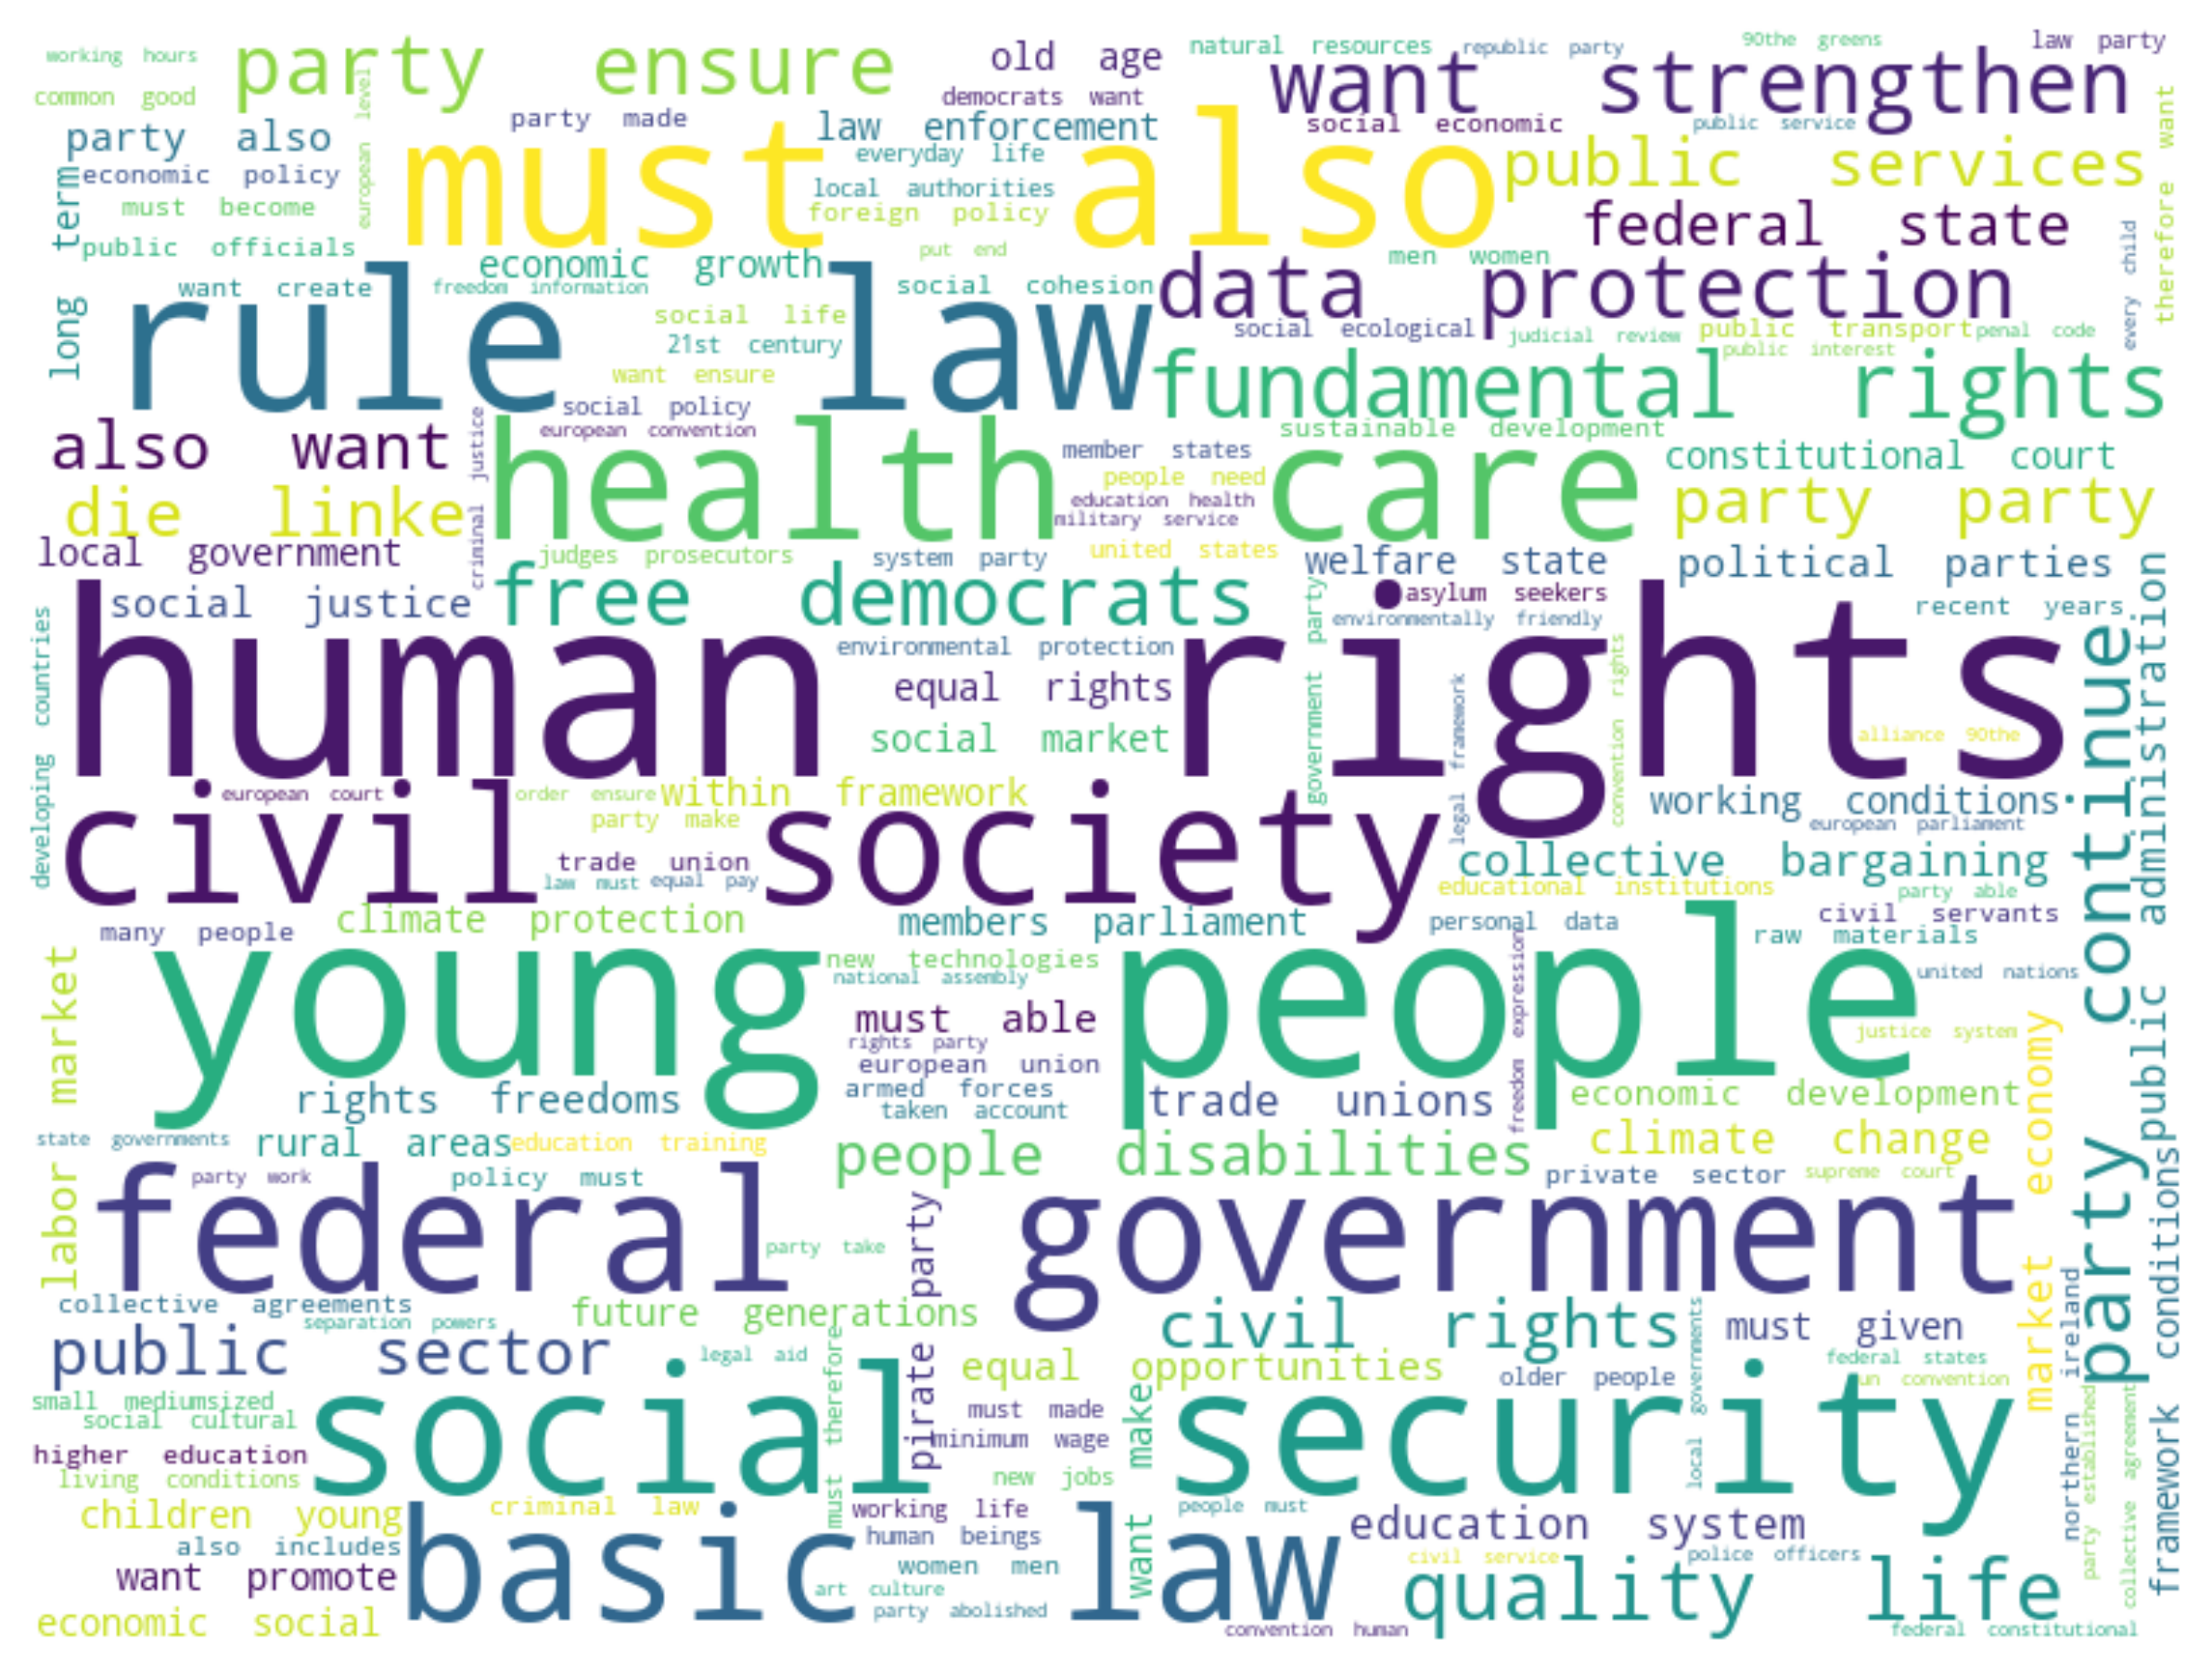 working hours
party ensure
old age
natural resources
republic party
90the greens
law party
common good
european level
democrats want
want strengthen
party also
party made
law enforcement
social economic
public service
therefore want
must also
everyday life
public services
economic policy
local authorities
long term
must become
foreign policy
federal state
public officials
put end
men women
every child
economic growth
data protection
want create
freedom information
social cohesion
rule law
social life
social ecological
judicial review
public transport
penal code
21st century
public interest
want ensure
fundamental rights
social policy
european convention
sustainable development
also want
criminal justice
health care
member states
constitutional court
people need
die linke
education health
party party
military service
local government
judges prosecutors
system party
united states
welfare state
political parties
social justice
free democrats
asylum seekers
recent years
environmentally friendly
human rights
environmental protection
government party
convention rights
developing countries
equal rights
legal framework
social market
alliance 90the
party continue
public administration
european court
order ensure
within framework
working conditions
civil society
party make
european parliament
trade union
collective bargaining
law must
equal pay
educational institutions
party able
climate protection
members parliament
personal data
civil servants
many people
raw materials
young people
new technologies
national assembly
united nations
labor market
freedom expression
must able
justice system
rights party
european union
market economy
rights freedoms
armed forces
taken account
trade unions
economic development
state governments
rural areas
education training
people disabilities
climate change
party work
policy must
private sector
supreme court
federal government
pirate party
party take
framework conditions
collective agreements
separation powers
future generations
civil rights
must given
northern ireland
public sector
legal aid
must therefore
equal opportunities
older people
local governments
federal states
un convention
small mediumsized
social cultural
social security
want make
must made
minimum wage
party established
collective agreement
higher education
living conditions
new jobs
children young
criminal law
working life
people must
education system
also includes
basic law
human beings
women men
civil service
police officers
want promote
art culture
quality life
party abolished
economic social
convention human
federal constitutional